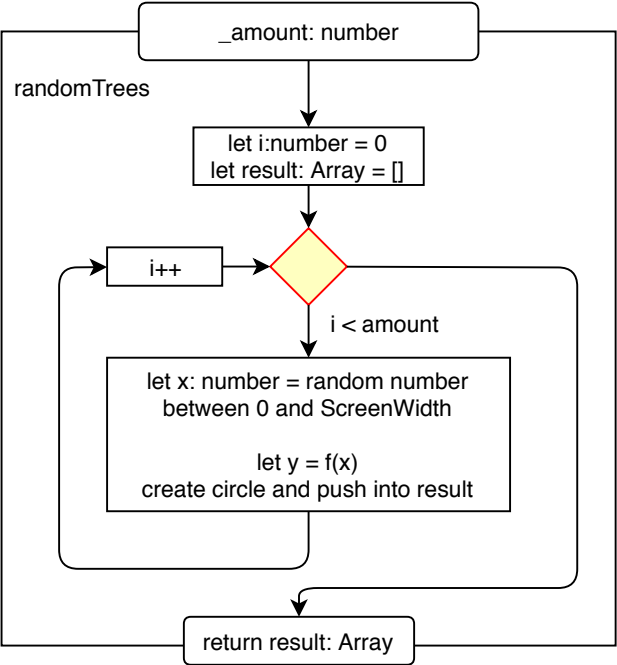 _amount: number
randomTrees
let i:number = 0
let result: Array = []
i++
i < amount
let x: number = random number
between 0 and ScreenWidth
let y = f(x)
create circle and push into result
return result: Array